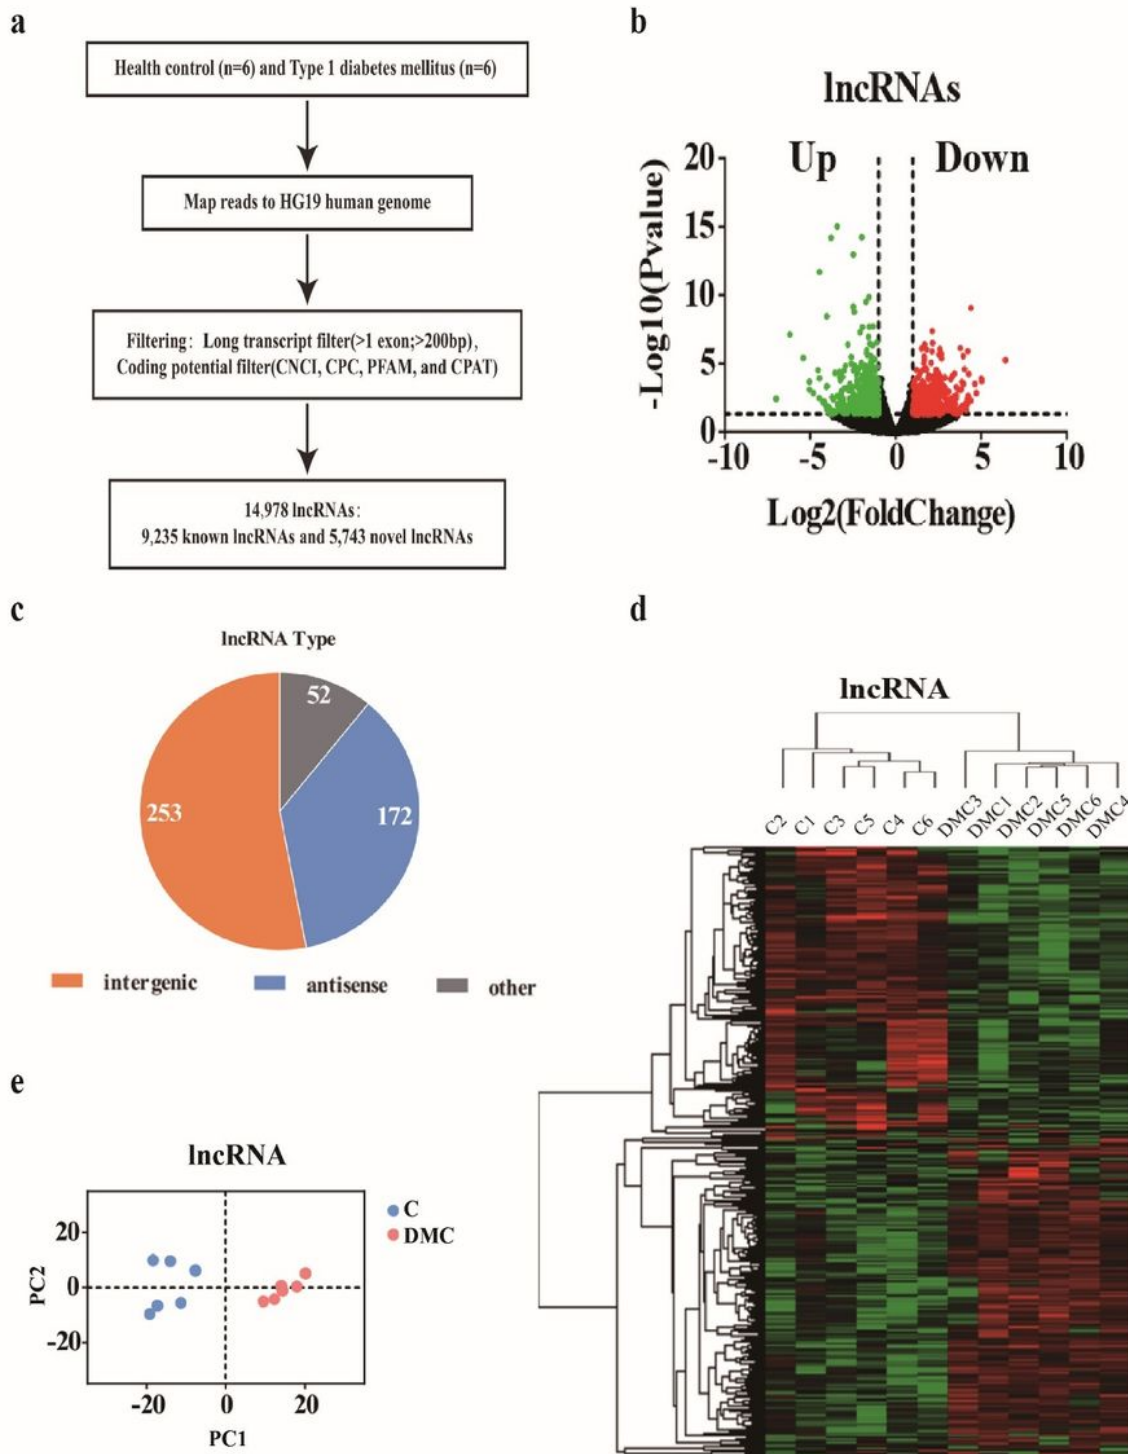 a
Health control (n=6) and Type 1 diabetes mellitus (n=6)
Map reads to HG19 human genome
Filtering: Long transcript filter(>1 exon;>200bp),
Coding potential filter(CNCI, CPC, PFAM, and CPAT)
14,978 lncRNAs:
9,235 known lncRNAs and 5,743 novel lncRNAs
b
lncRNAs
Up Down
-Log10(Pvalue)
20
15
10
5
0
-10 -5 0 5 10
Log2(FoldChange)
c
lncRNA Type
52
253
172
intergenic antisense other
d
lncRNA
C2 C1 C3 C5 C4 C6 DMC3 DMC1 DMC2 DMC5 DMC6 DMC4
e
lncRNA
C
DMC
PC2
20
0
-20
-20 0 20
PC1